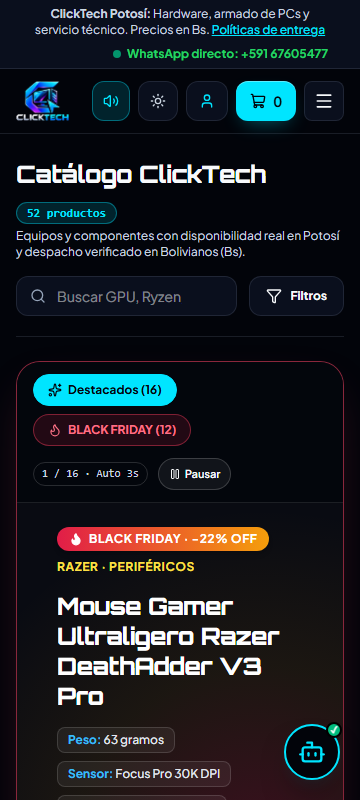 ClickTech Potosí: Hardware, armado de PCs y
servicio técnico. Precios en Bs. Políticas de entrega
WhatsApp directo: +591 67605477
CLICKTECH
0
Catálogo ClickTech
52 productos
Equipos y componentes con disponibilidad real en Potosí
y despacho verificado en Bolivianos (Bs).
Buscar GPU, Ryzen
Filtros
Destacados (16)
BLACK FRIDAY (12)
1 / 16 · Auto 3s
Pausar
BLACK FRIDAY · -22% OFF
RAZER · PERIFÉRICOS
Mouse Gamer
Ultraligero Razer
DeathAdder V3
Pro
Peso: 63 gramos
Sensor: Focus Pro 30K DPI